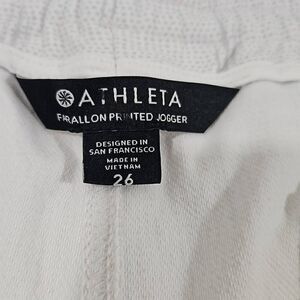 ATHLETA
FARALLON PRINTED JOGGER
DESIGNED IN
SAN FRANCISCO
MADE IN
VIETNAM
26